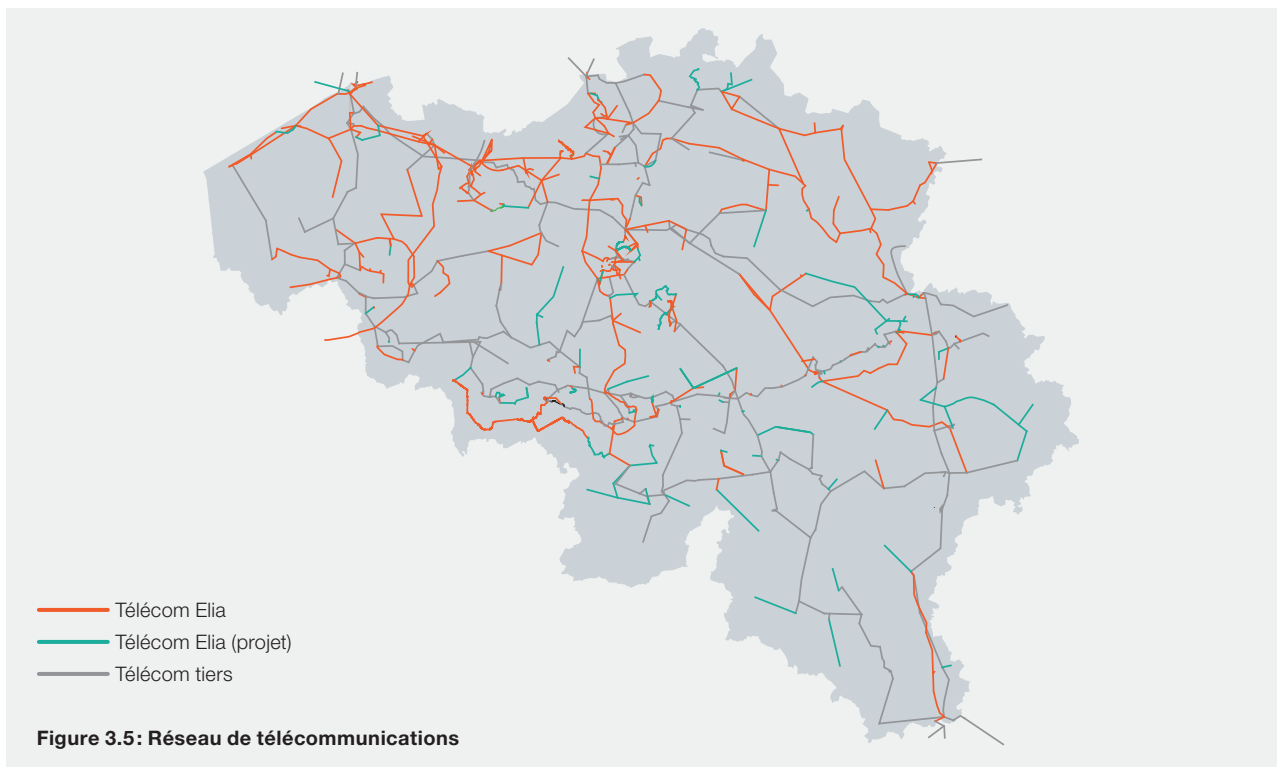 Télécom Elia
Télécom Elia (projet)
Télécom tiers
Figure 3.5: Réseau de télécommunications